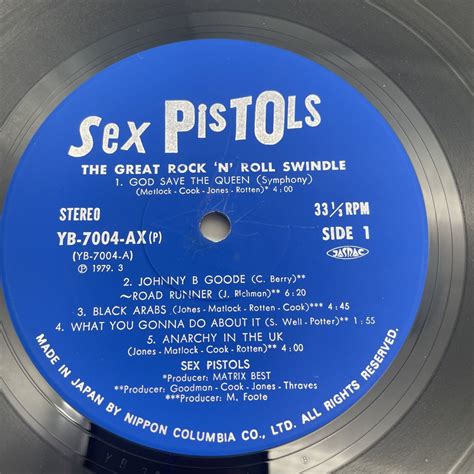 Sex PISTOLS
THE GREAT ROCK 'N' ROLL SWINDLE
1. GOD SAVE THE QUEEN (Symphony)
(Matlock - Cook - Jones - Rotten)* 4:00
STEREO
33 1/3 RPM
YB-7004-AX(P)
SIDE 1
(YB-7004-A)
JASRAC
Ⓟ 1979. 3
2. JOHNNY B GOODE (C. Berry)**
~ROAD RUNNER (J. Richman)* 6:20
3. BLACK ARABS (Jones - Matlock - Rotten - Cook)*** 4:45
4. WHAT YOU GONNA DO ABOUT IT (S. Well - Potter)** 1:55
5. ANARCHY IN THE UK
(Jones - Matlock - Cook - Rotten)** 4:00
SEX PISTOLS
*Producer: MATRIX BEST
**Producer: Goodman - Cook - Jones - Thraves
***Producer: M. Foote
MADE IN JAPAN BY NIPPON COLUMBIA CO., LTD. ALL RIGHTS RESERVED.